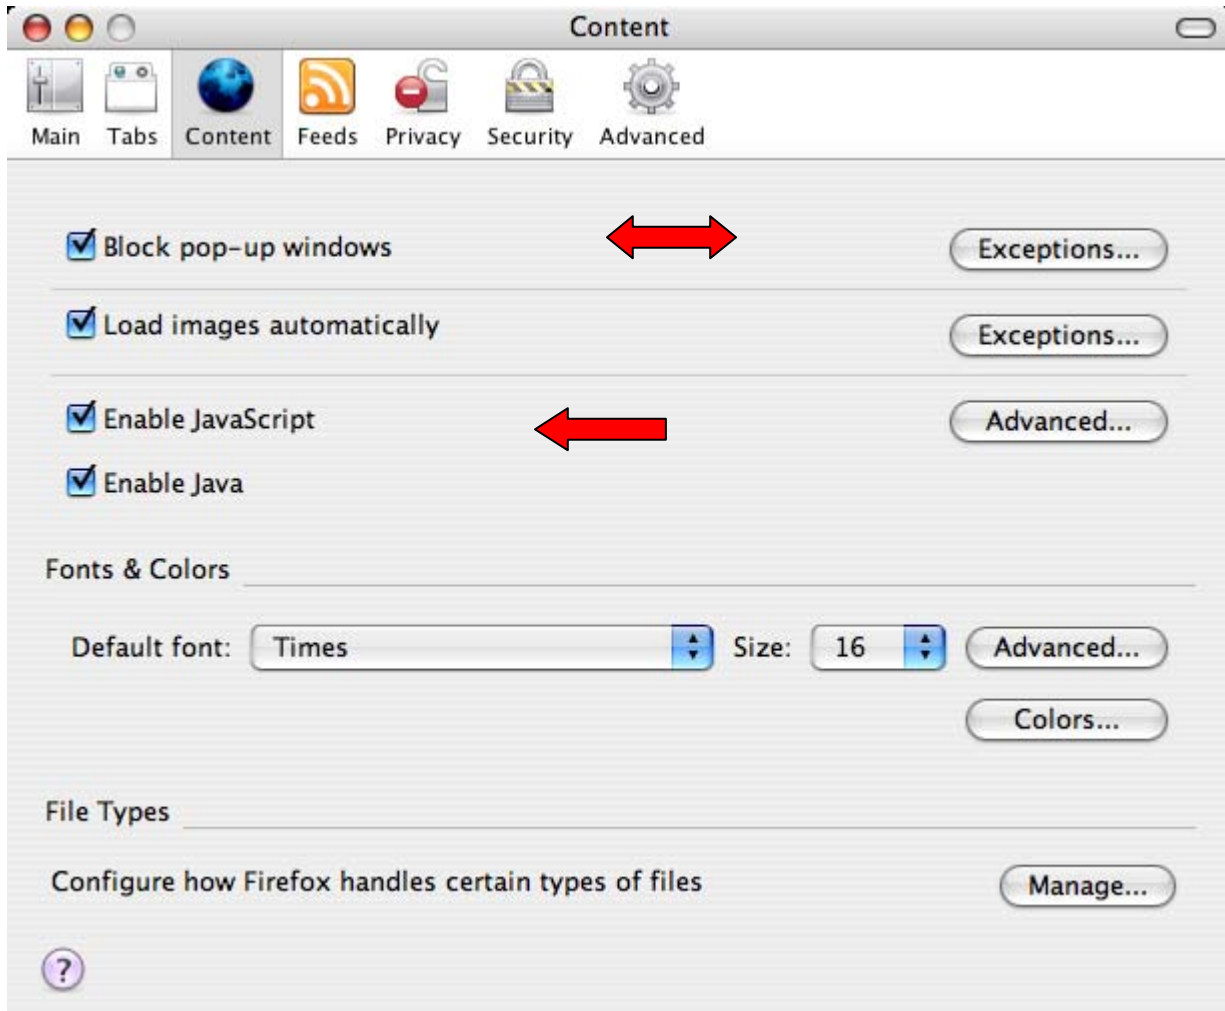 Content
Main Tabs Content Feeds Privacy Security Advanced
Block pop-up windows Exceptions...
Load images automatically Exceptions...
Enable JavaScript Advanced...
Enable Java
Fonts & Colors
Default font: Times Size: 16 Advanced...
Colors...
File Types
Configure how Firefox handles certain types of files Manage...
?